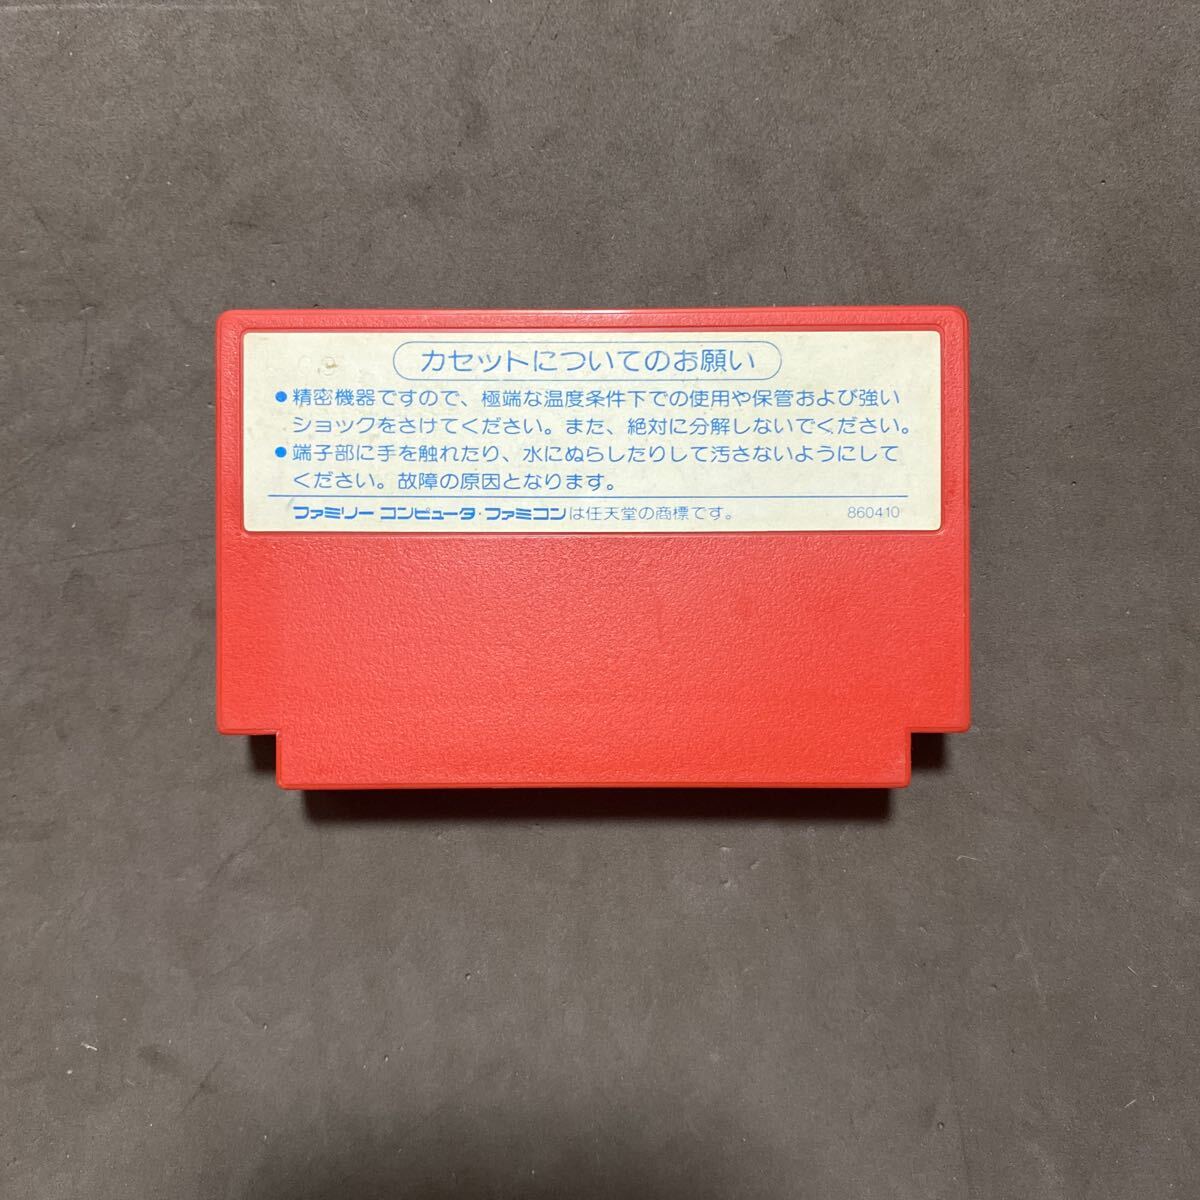 カセットについてのお願い
●精密機器ですので、極端な温度条件下での使用や保管および強い
ショックをさけてください。また、絶対に分解しないでください。
●端子部に手を触れたり、水にぬらしたりして汚さないようにして
ください。故障の原因となります。
ファミリーコンピュータ・ファミコンは任天堂の商標です。 860410